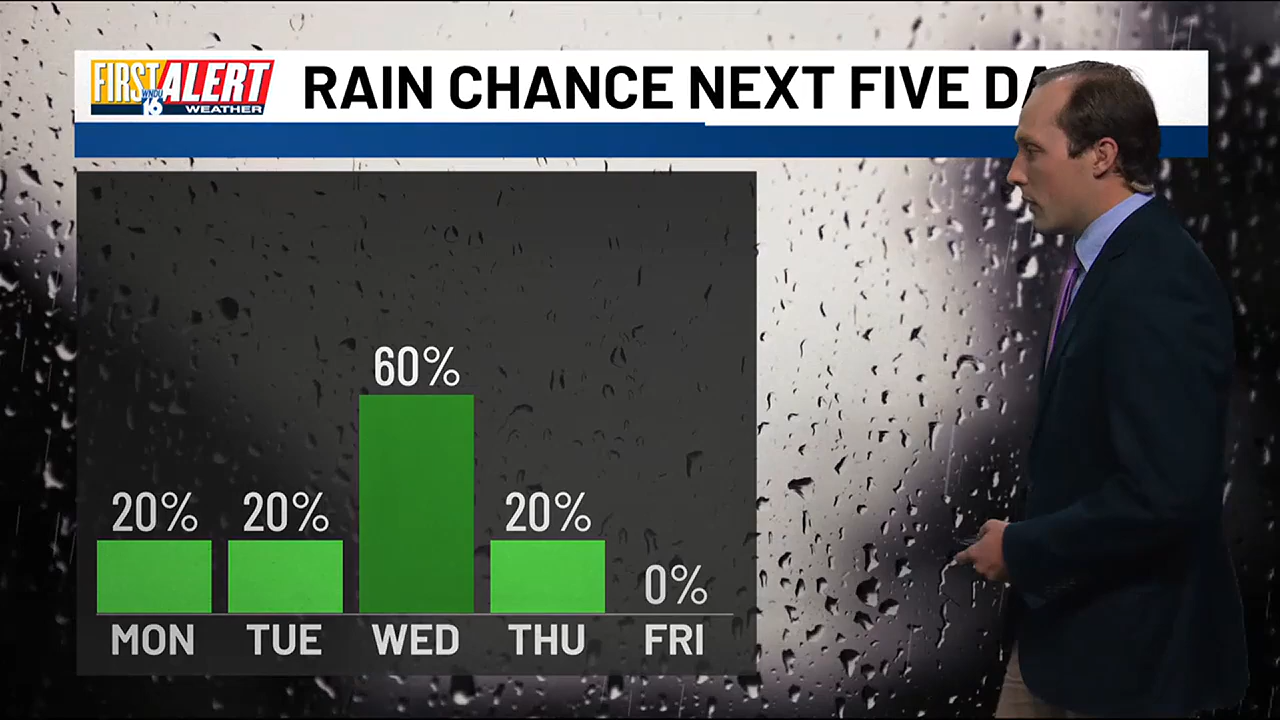 FIRST ALERT
WNDU
16
WEATHER
RAIN CHANCE NEXT FIVE
60%
20% 20% 20%
0%
MON TUE WED THU FRI